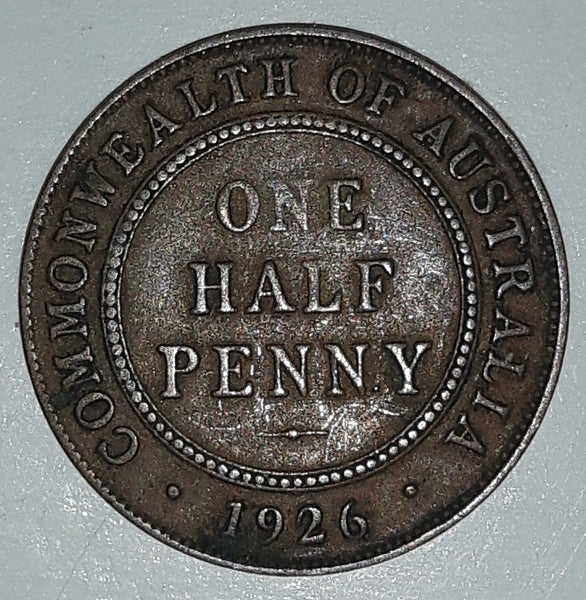 COMMONWEALTH OF AUSTRALIA
ONE
HALF
PENNY
1926